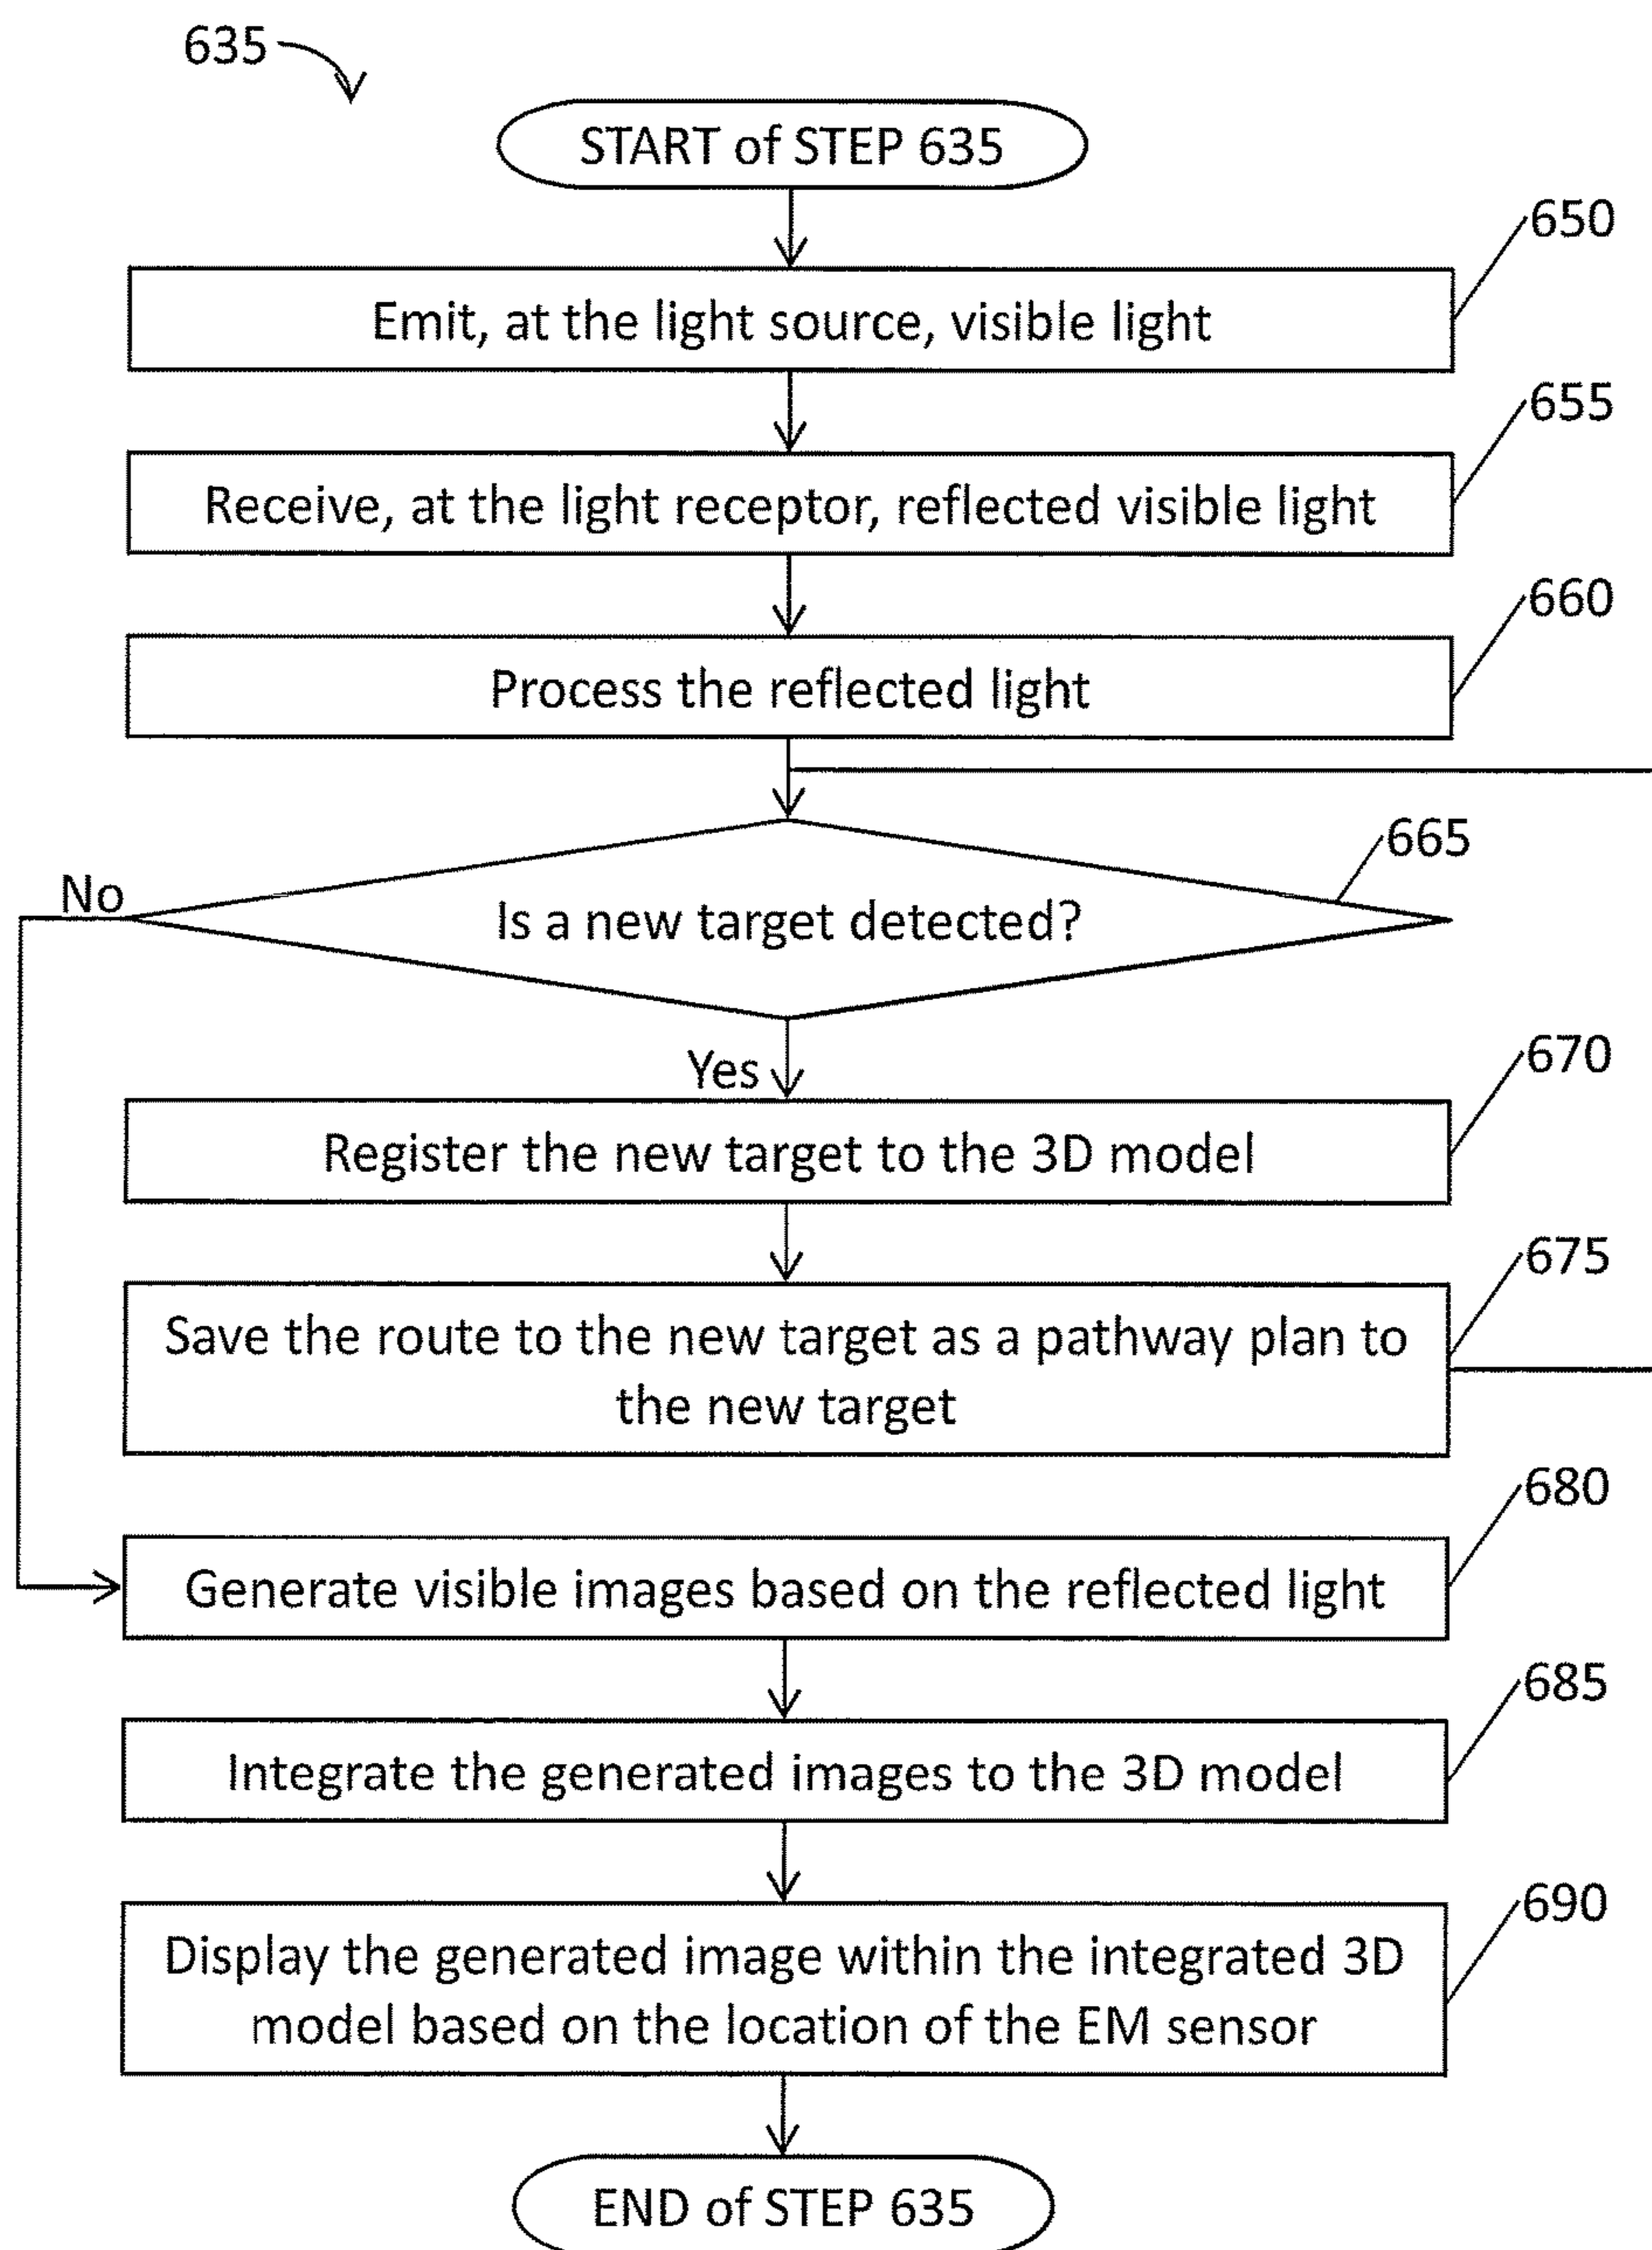 635
START of STEP 635
650
Emit, at the light source, visible light
655
Receive, at the light receptor, reflected visible light
660
Process the reflected light
665
No
Is a new target detected?
Yes
670
Register the new target to the 3D model
675
Save the route to the new target as a pathway plan to
the new target
680
Generate visible images based on the reflected light
685
Integrate the generated images to the 3D model
690
Display the generated image within the integrated 3D
model based on the location of the EM sensor
END of STEP 635